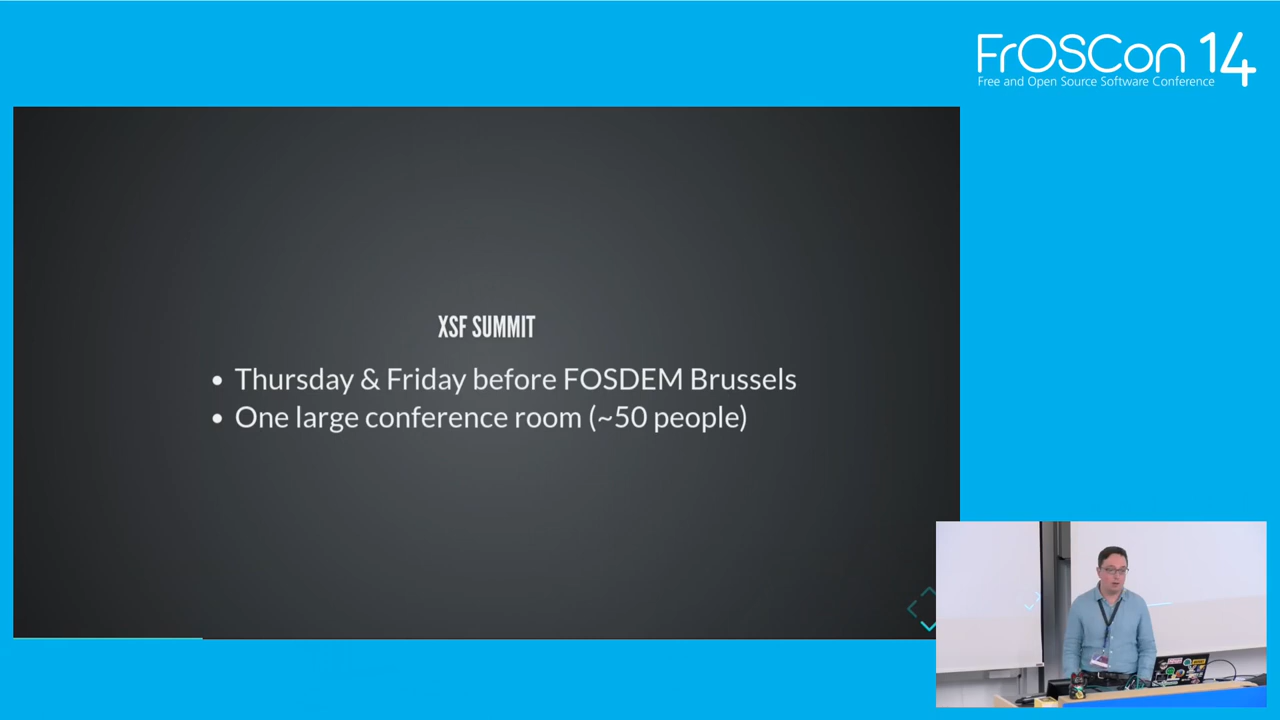 FrOSCon 14
Free and Open Source Software Conference
XSF SUMMIT
• Thursday & Friday before FOSDEM Brussels
• One large conference room (~50 people)